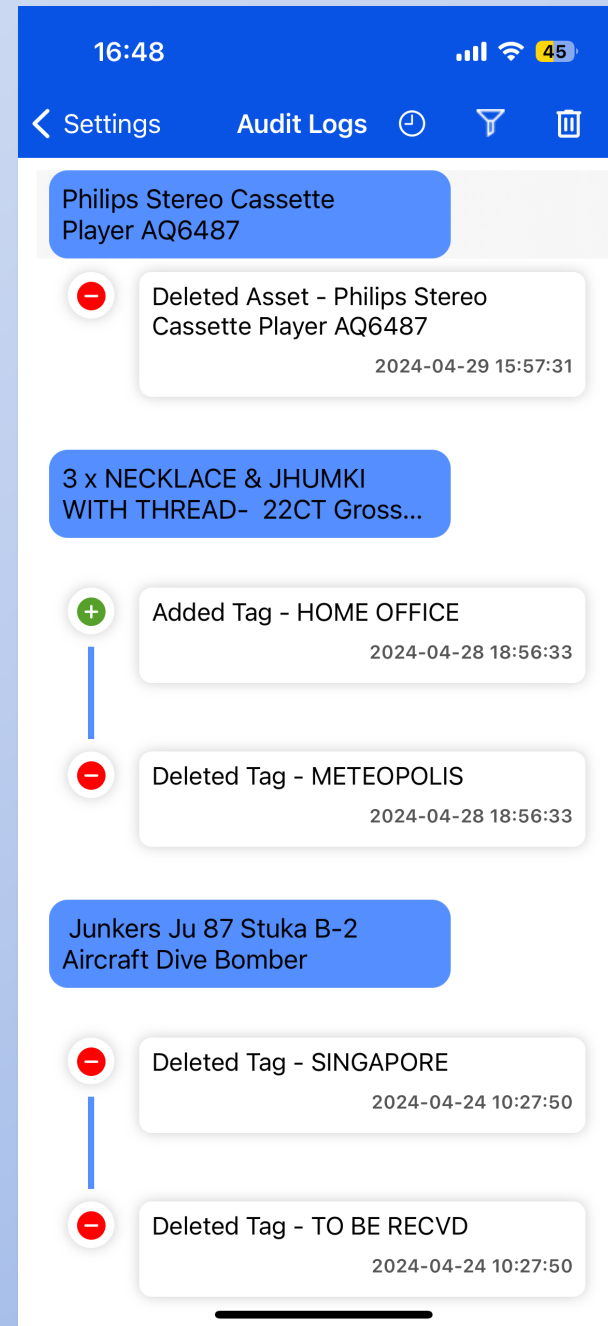 16:48
45
Settings Audit Logs
Philips Stereo Cassette
Player AQ6487
Deleted Asset - Philips Stereo
Cassette Player AQ6487
2024-04-29 15:57:31
3 x NECKLACE & JHUMKI
WITH THREAD- 22CT Gross...
Added Tag - HOME OFFICE
2024-04-28 18:56:33
Deleted Tag - METEOPOLIS
2024-04-28 18:56:33
Junkers Ju 87 Stuka B-2
Aircraft Dive Bomber
Deleted Tag - SINGAPORE
2024-04-24 10:27:50
Deleted Tag - TO BE RECVD
2024-04-24 10:27:50